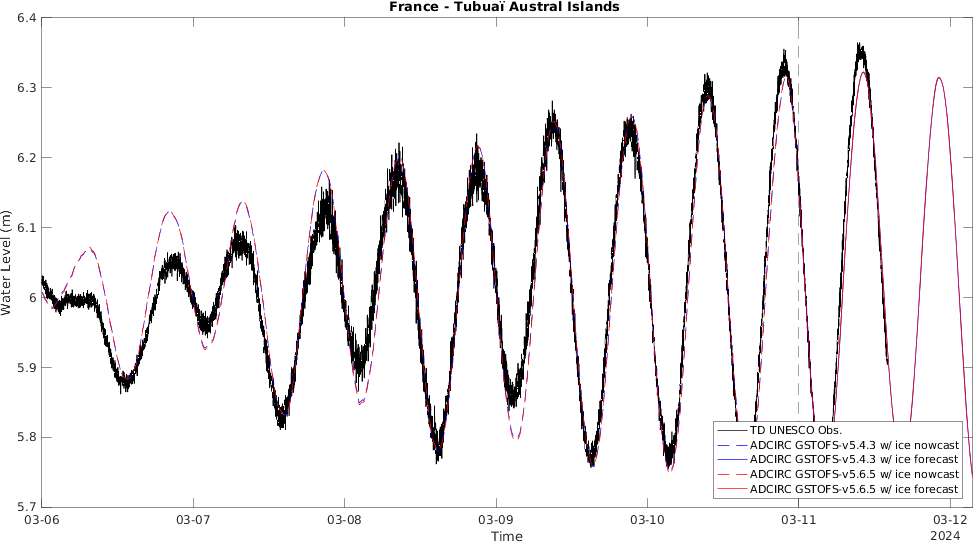 France - Tubuaï Austral Islands
6.4
6.3
6.2
6.1
6
5.9
5.8
5.7
Water Level (m)
TD UNESCO Obs.
ADCIRC GSTOFS-v5.4.3 w/ ice nowcast
ADCIRC GSTOFS-v5.4.3 w/ ice forecast
ADCIRC GSTOFS-v5.6.5 w/ ice nowcast
ADCIRC GSTOFS-v5.6.5 w/ ice forecast
03-06 03-07 03-08 03-09 03-10 03-11 03-12
Time
2024